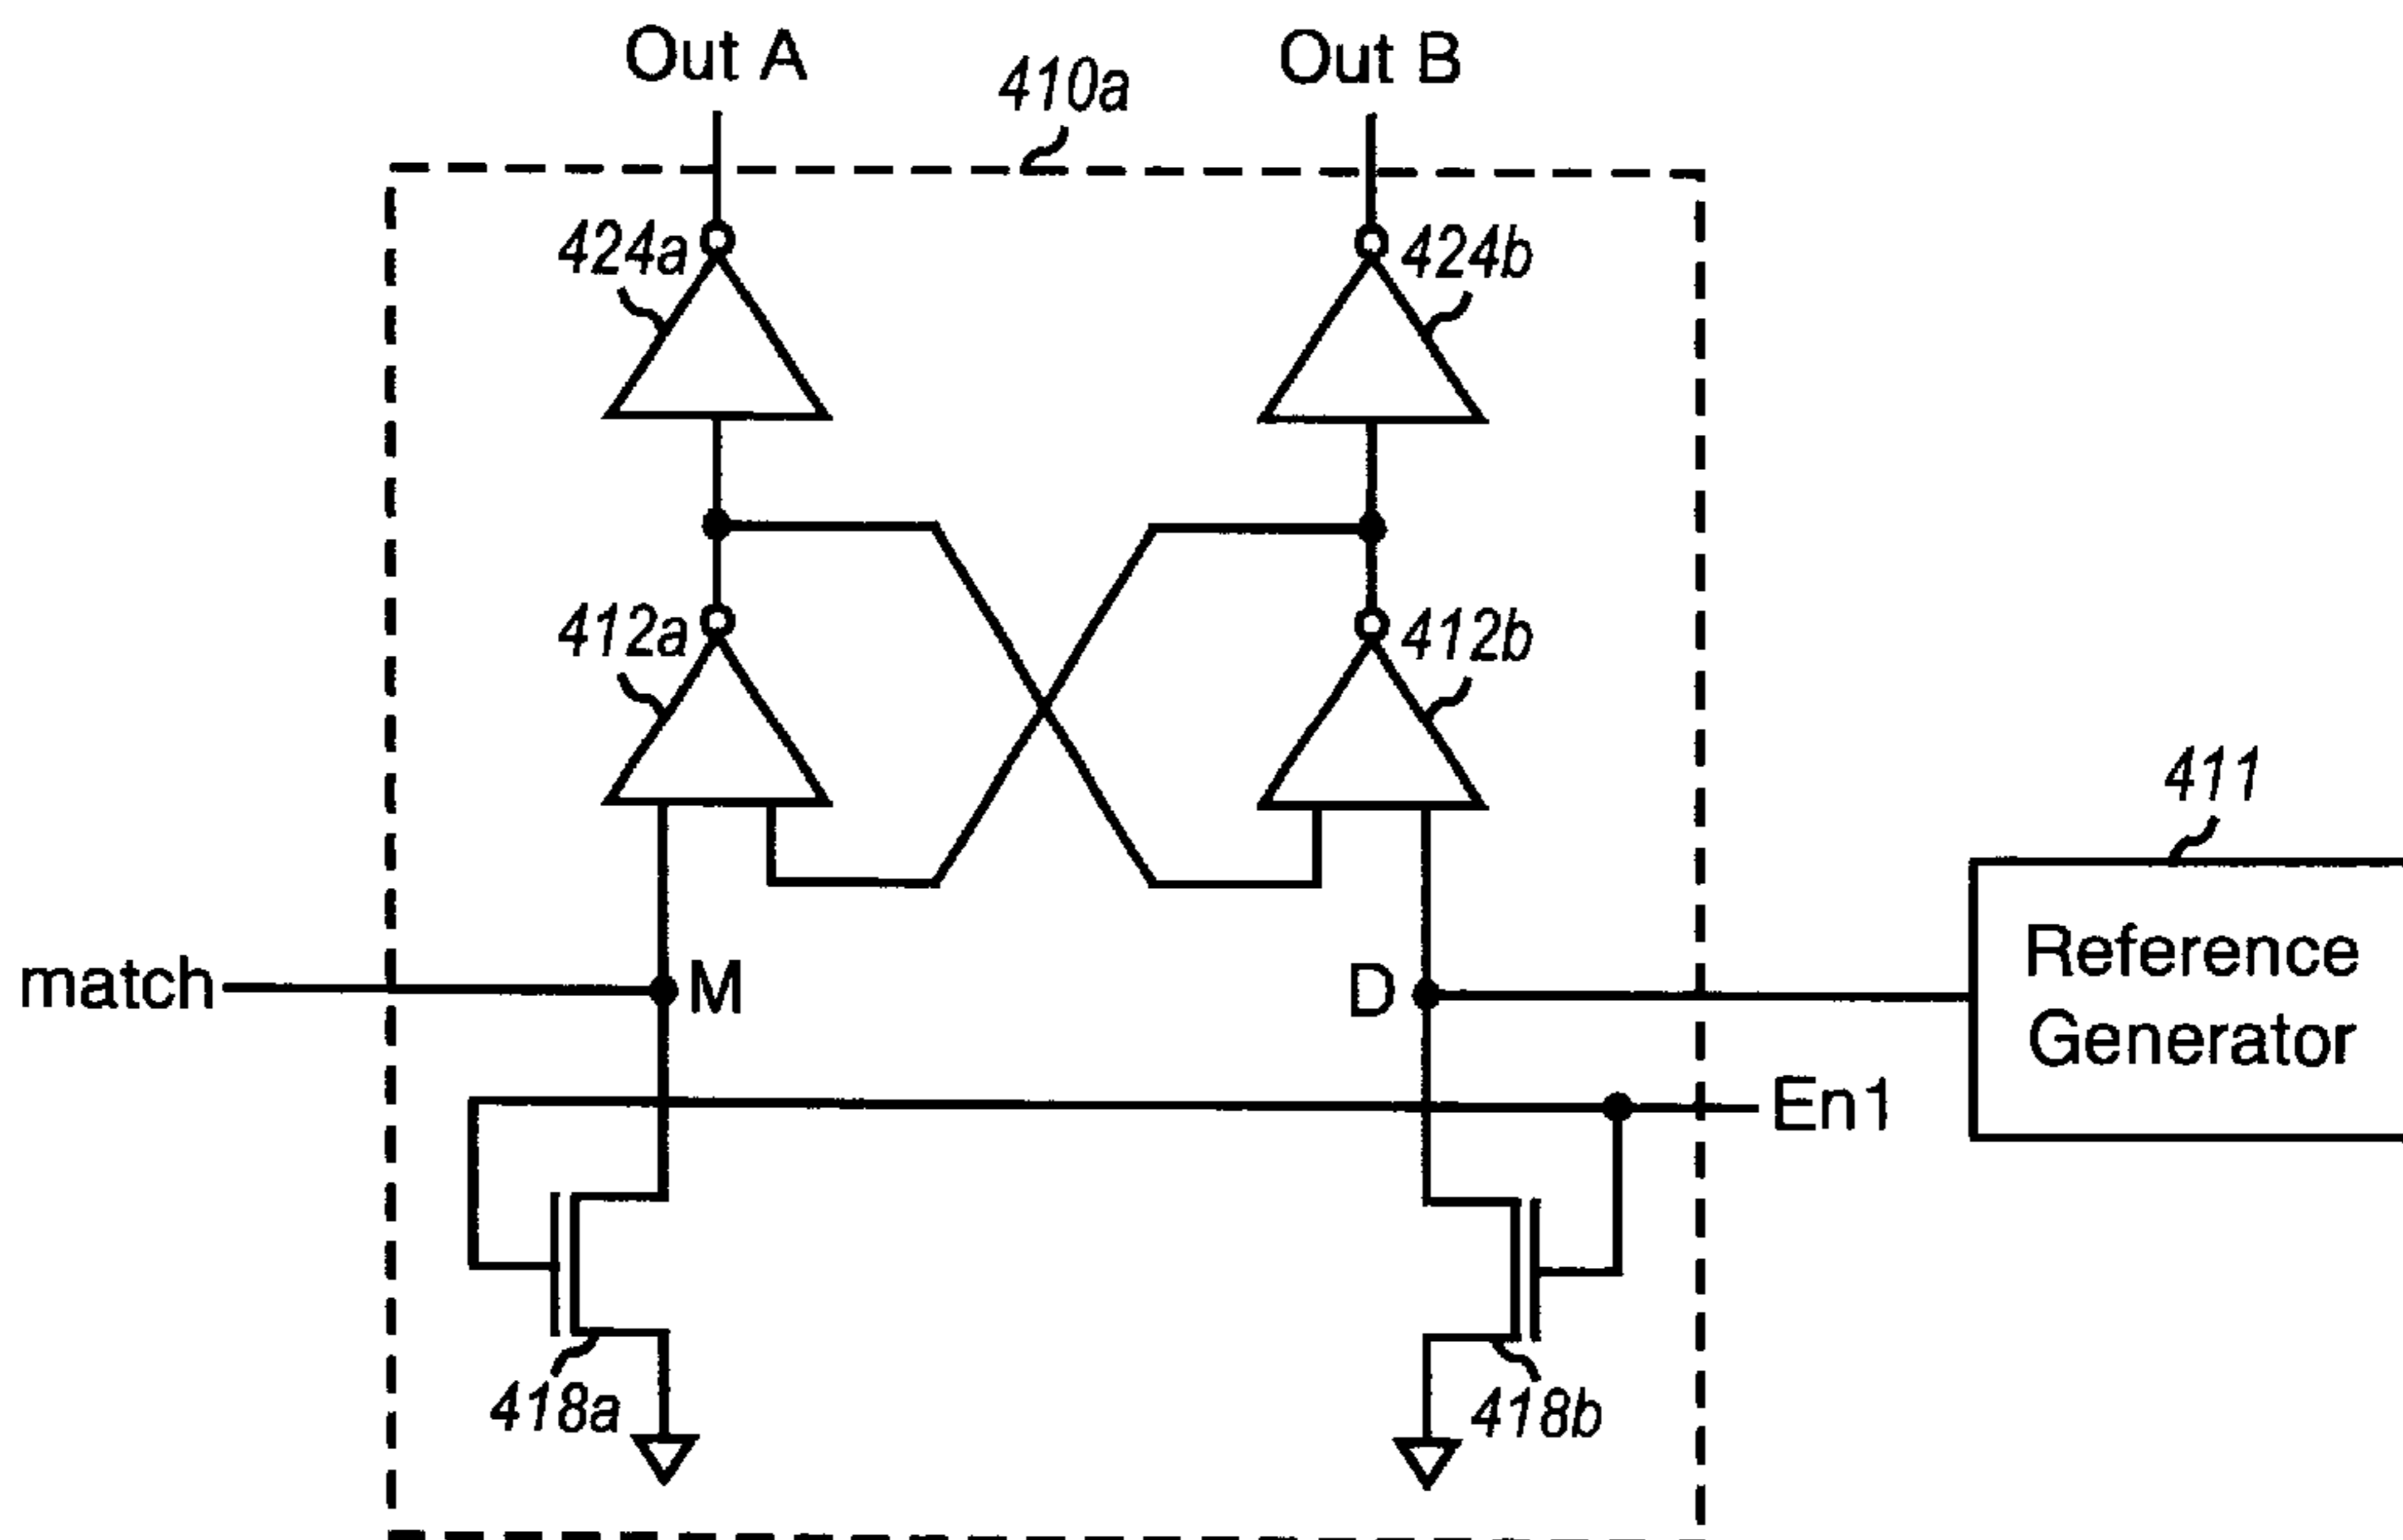 Out A
410a
Out B
424a
424b
412a
412b
411
Reference
Generator
match
M
D
En1
418a
418b